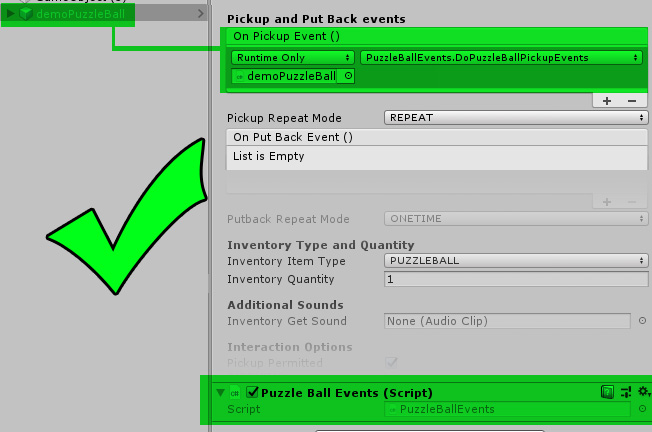 demoPuzzleBall
Pickup and Put Back events
On Pickup Event ()
Runtime Only PuzzleBallEvents.DoPuzzleBallPickupEvents
demoPuzzleBall
Pickup Repeat Mode REPEAT
On Put Back Event ()
List is Empty
Putback Repeat Mode ONETIME
Inventory Type and Quantity
Inventory Item Type PUZZLEBALL
Inventory Quantity 1
Additional Sounds
Inventory Get Sound None (Audio Clip)
Interaction Options
Pickup Permitted
Puzzle Ball Events (Script)
Script PuzzleBallEvents